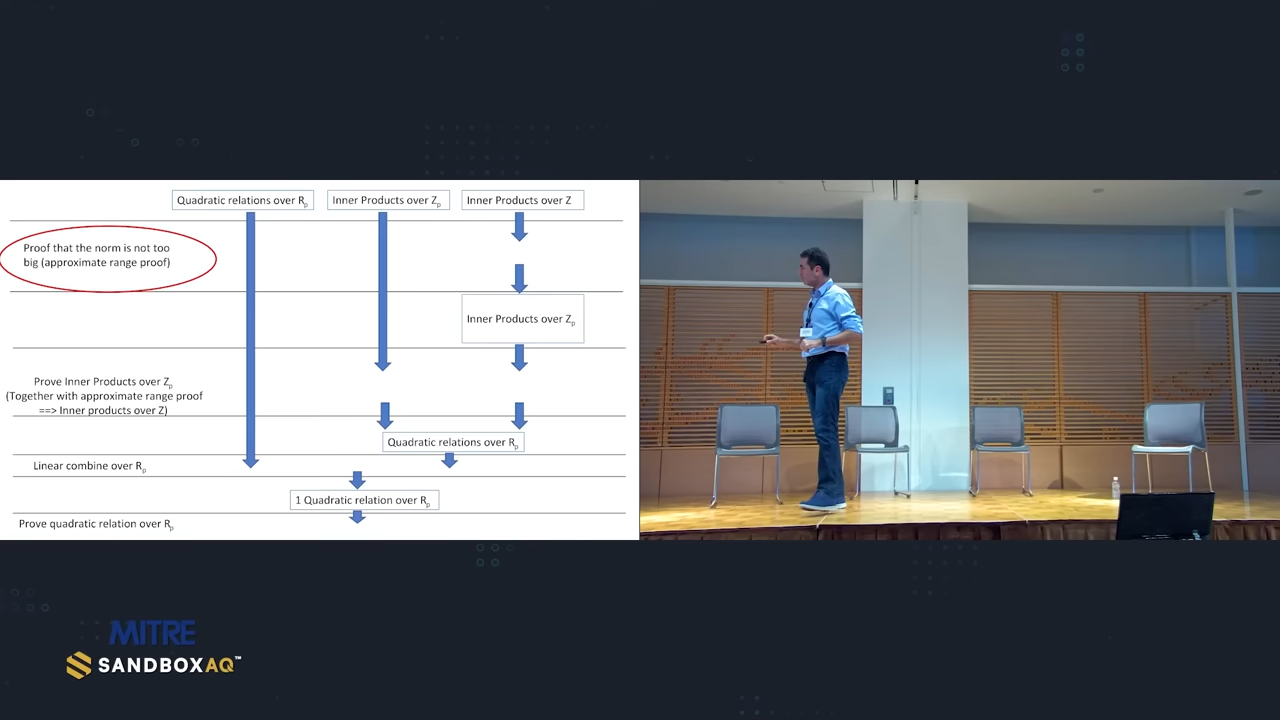 Quadratic relations over Rp
Inner Products over Zp
Inner Products over Z
Proof that the norm is not too
big (approximate range proof)
Inner Products over Zp
Prove Inner Products over Zp
(Together with approximate range proof
==> Inner products over Z)
Quadratic relations over Rp
Linear combine over Rp
1 Quadratic relation over Rp
Prove quadratic relation over Rp
MITRE
SANDBOXAQ™